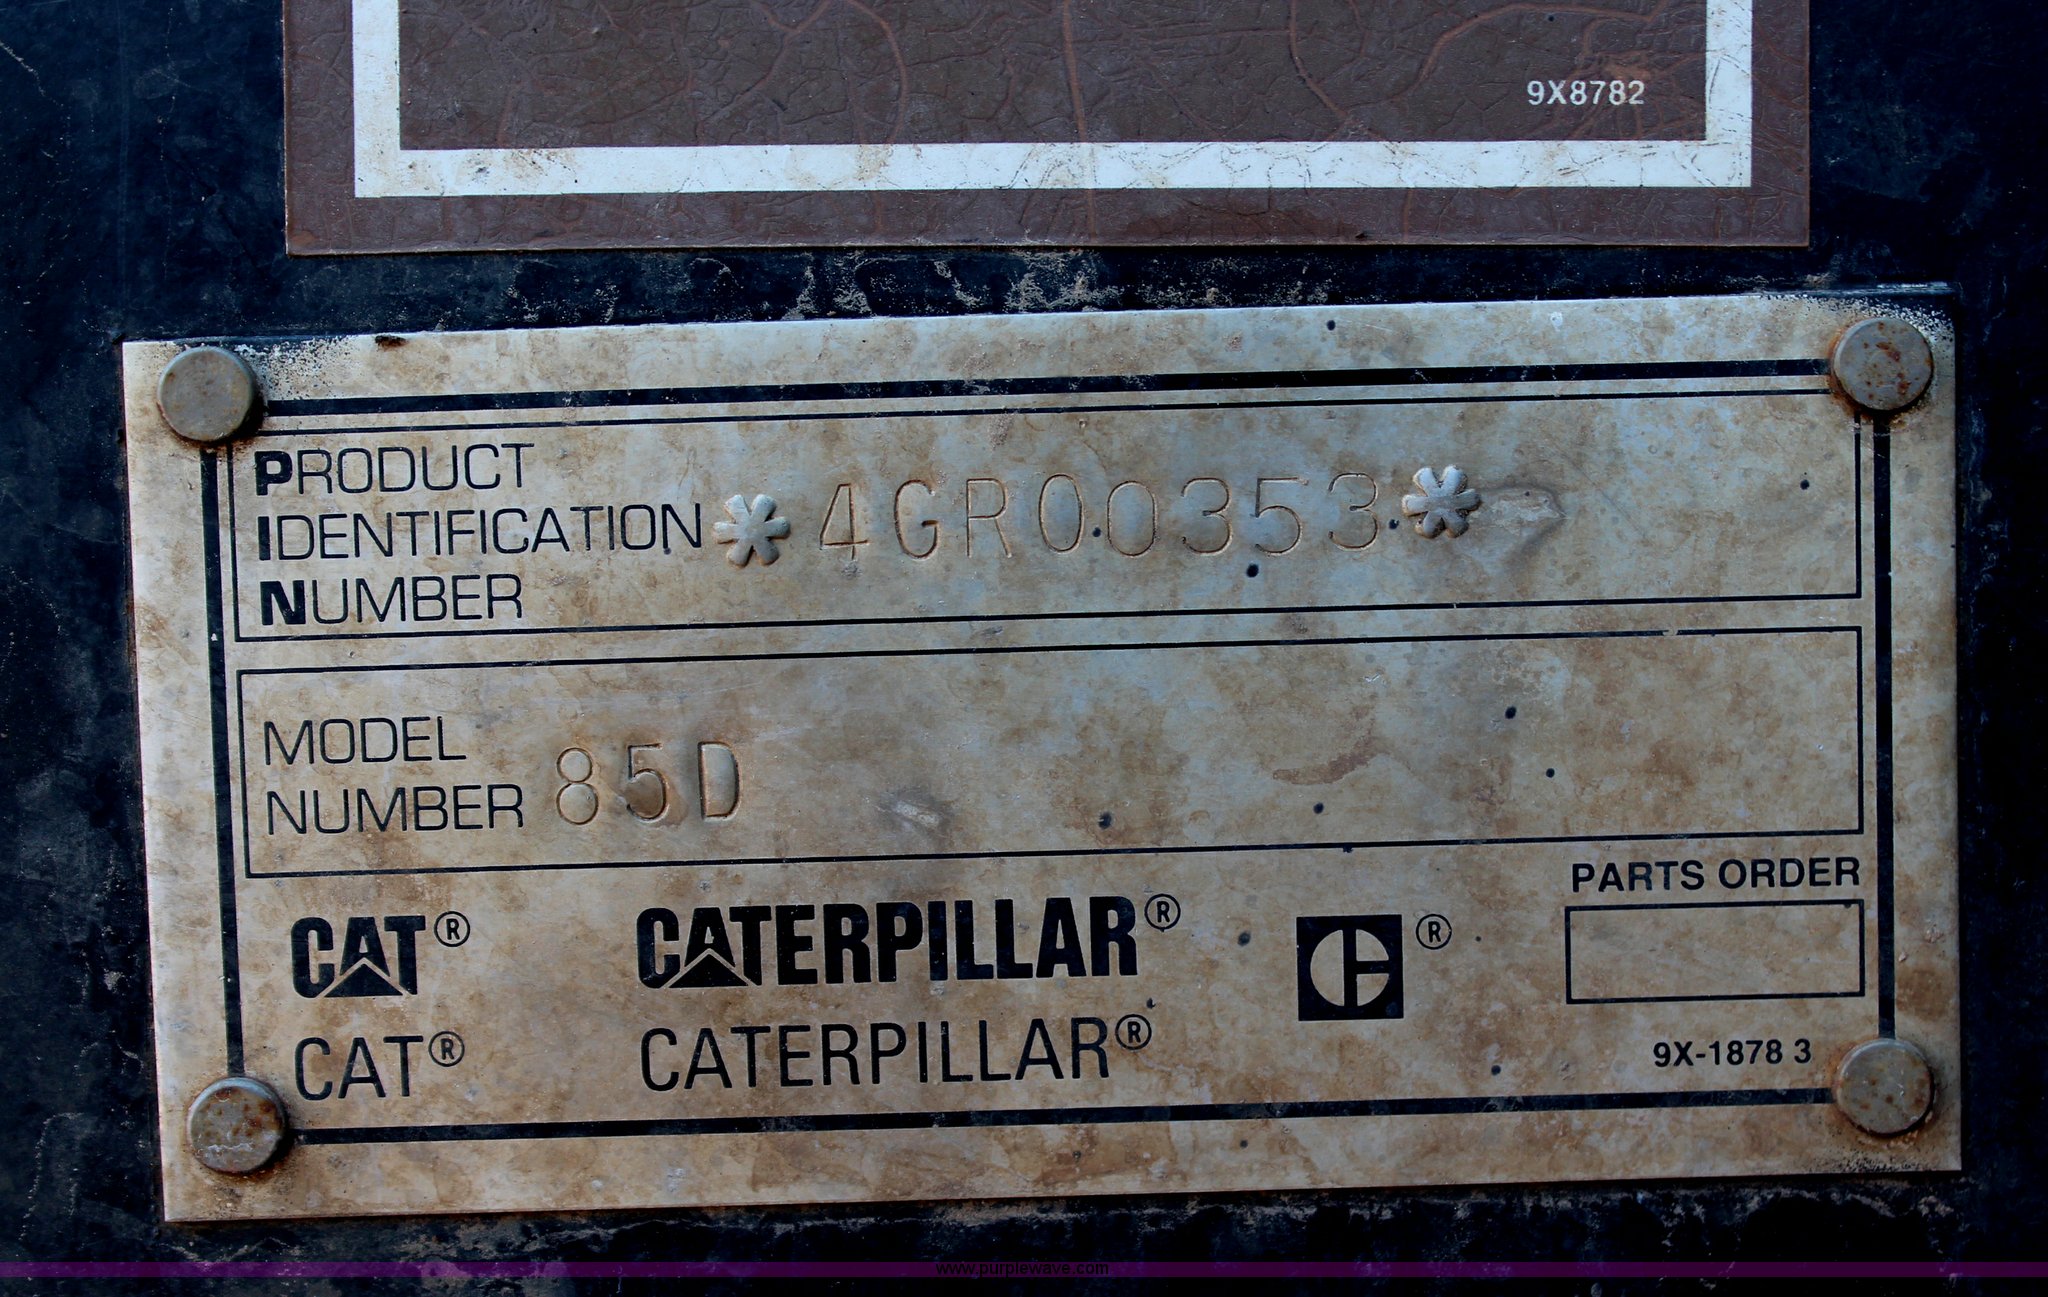 9X8782
PRODUCT
IDENTIFICATION *4GR00353*
NUMBER
MODEL
NUMBER 85D
PARTS ORDER
CAT® CATERPILLAR® ®
CAT® CATERPILLAR®
9X-1878 3
www.purplewave.com